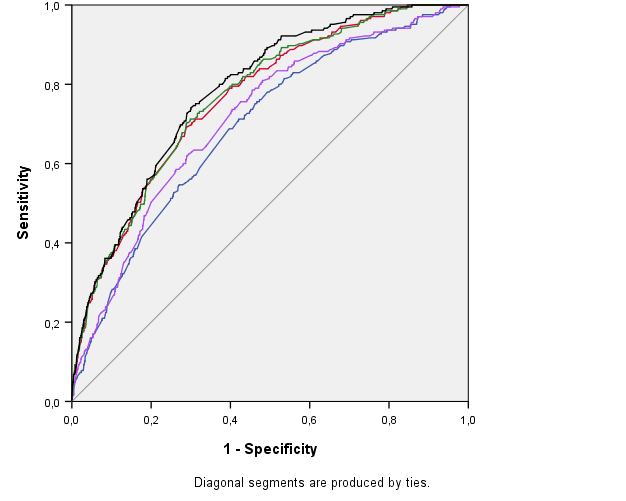 1,0
0,8
0,6
0,4
0,2
0,0
Sensitivity
0,0 0,2 0,4 0,6 0,8 1,0
1 - Specificity
Diagonal segments are produced by ties.